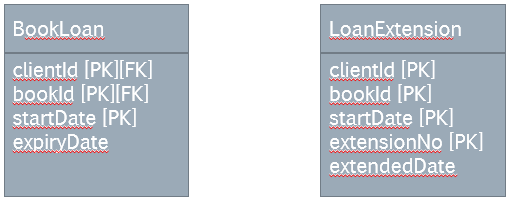 BookLoan
clientId [PK][FK]
bookId [PK][FK]
startDate [PK]
expiryDate
LoanExtension
clientId [PK]
bookId [PK]
startDate [PK]
extensionNo [PK]
extendedDate